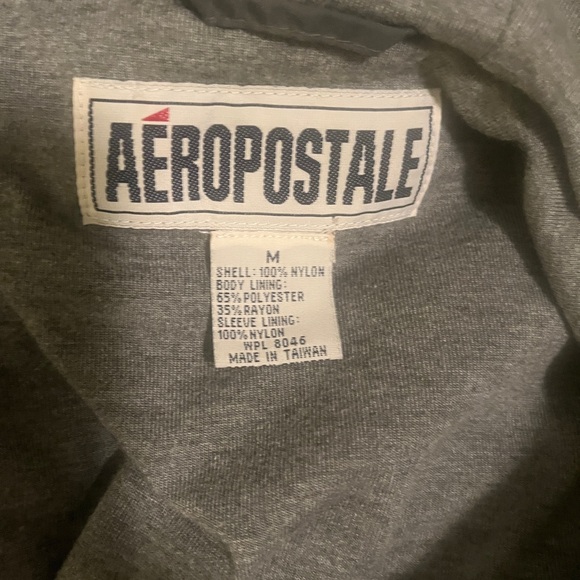 AÉROPOSTALE
M
SHELL: 100% NYLON
BODY LINING:
65% POLYESTER
35% RAYON
SLEEVE LINING:
100% NYLON
WPL 8046
MADE IN TAIWAN